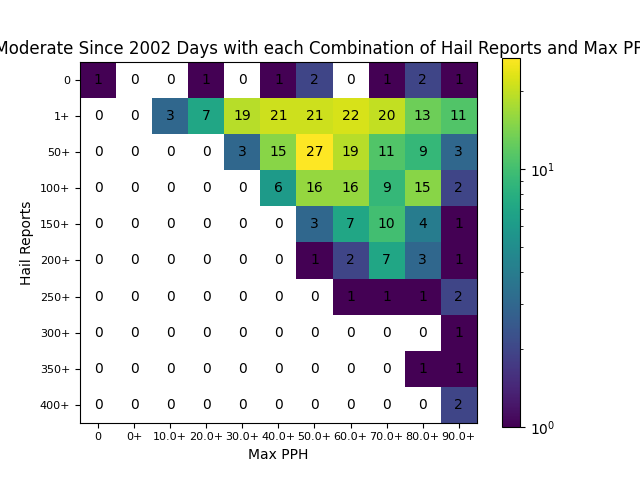 Moderate Since 2002 Days with each Combination of Hail Reports and Max PP
0 1 0 0 1 0 1 2 0 1 2 1
1+ 0 0 3 7 19 21 21 22 20 13 11
50+ 0 0 0 0 3 15 27 19 11 9 3
100+ 0 0 0 0 0 6 16 16 9 15 2
150+ 0 0 0 0 0 0 3 7 10 4 1
200+ 0 0 0 0 0 0 1 2 7 3 1
250+ 0 0 0 0 0 0 0 1 1 1 2
300+ 0 0 0 0 0 0 0 0 0 0 1
350+ 0 0 0 0 0 0 0 0 0 1 1
400+ 0 0 0 0 0 0 0 0 0 0 2
0 0+ 10.0+ 20.0+ 30.0+ 40.0+ 50.0+ 60.0+ 70.0+ 80.0+ 90.0+
Max PPH
Hail Reports
10¹
10⁰